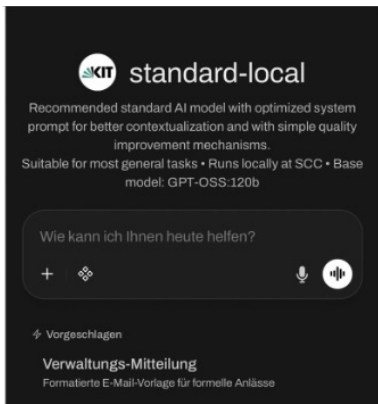 KIT standard-local
Recommended standard AI model with optimized system
prompt for better contextualization and with simple quality
improvement mechanisms.
Suitable for most general tasks • Runs locally at SCC • Base
model: GPT-OSS:120b
Wie kann ich Ihnen heute helfen?
Vorgeschlagen
Verwaltungs-Mitteilung
Formatierte E-Mail-Vorlage für formelle Anlässe